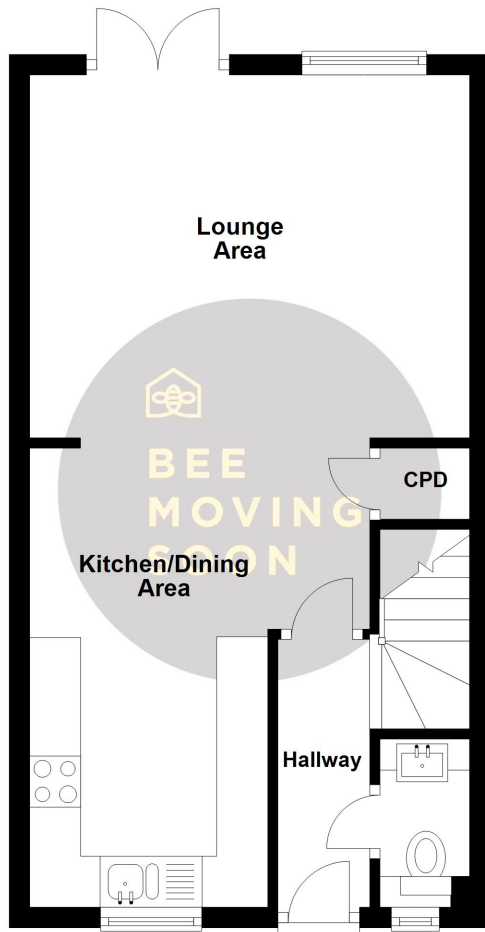 Lounge
Area
BEE
MOVING
SOON
CPD
Kitchen/Dining
Area
Hallway